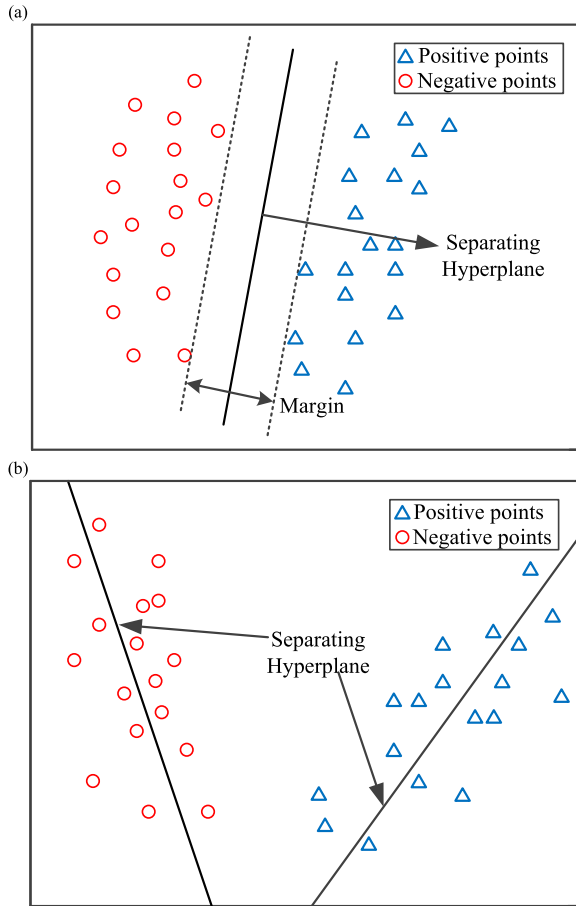 (a)
Positive points
Negative points
Separating
Hyperplane
Margin
(b)
Positive points
Negative points
Separating
Hyperplane